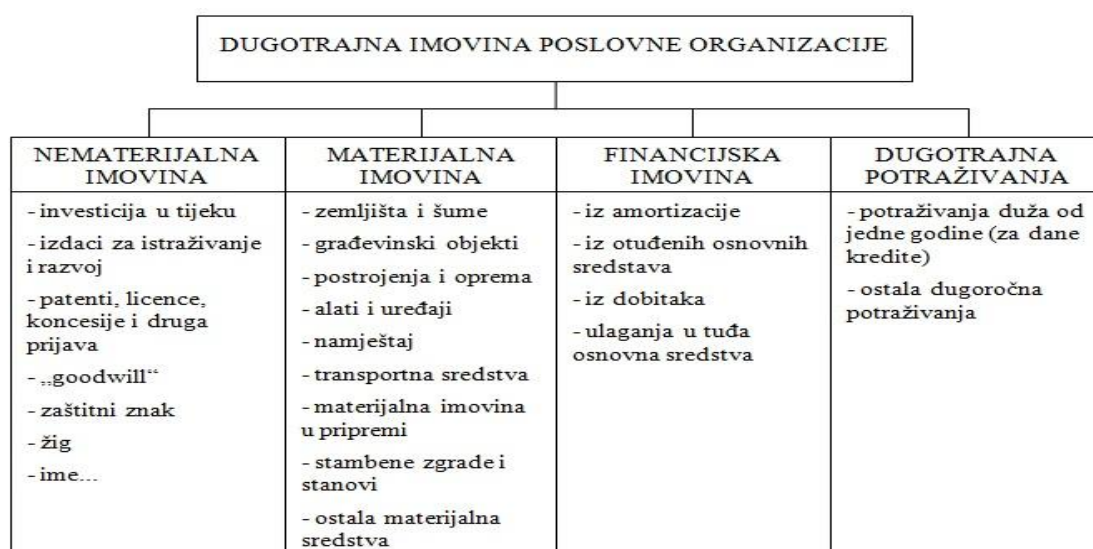 DUGOTRAJNA IMOVINA POSLOVNE ORGANIZACIJE
NEMATERIJALNA
IMOVINA
- investicija u tijeku
- izdaci za istraživanje
i razvoj
- patenti, licence,
koncesije i druga
prijava
- „goodwill“
- zaštitni znak
- žig
- ime...
MATERIJALNA
IMOVINA
- zemljišta i šume
- građevinski objekti
- postrojenja i oprema
- alati i uređaji
- namještaj
- transportna sredstva
- materijalna imovina
u pripremi
- stambene zgrade i
stanovi
- ostala materijalna
sredstva
FINANCIJSKA
IMOVINA
- iz amortizacije
- iz otuđenih osnovnih
sredstava
- iz dobitaka
- ulaganja u tuđa
osnovna sredstva
DUGOTRAJNA
POTRAŽIVANJA
- potraživanja duža od
jedne godine (za dane
kredite)
- ostala dugoročna
potraživanja